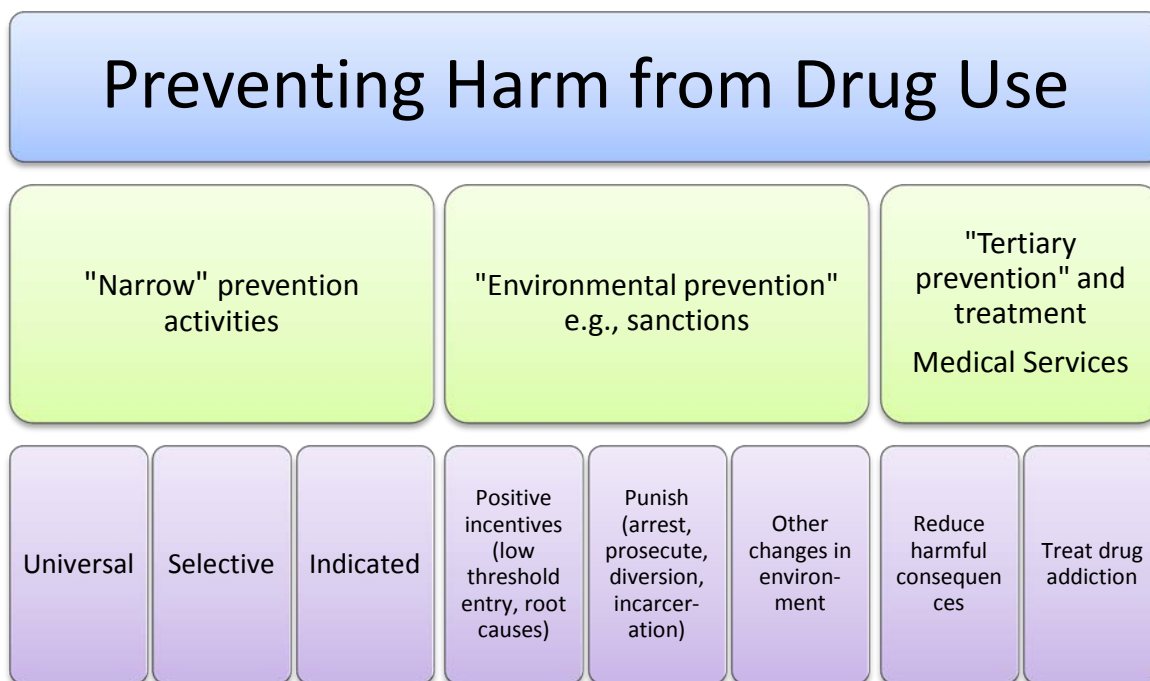 Preventing Harm from Drug Use
"Narrow" prevention
activities
"Environmental prevention"
e.g., sanctions
"Tertiary
prevention" and
treatment
Medical Services
Universal
Selective
Indicated
Positive
incentives
(low
threshold
entry, root
causes)
Punish
(arrest,
prosecute,
diversion,
incarcer-
ation)
Other
changes in
environ-
ment
Reduce
harmful
consequen
ces
Treat drug
addiction